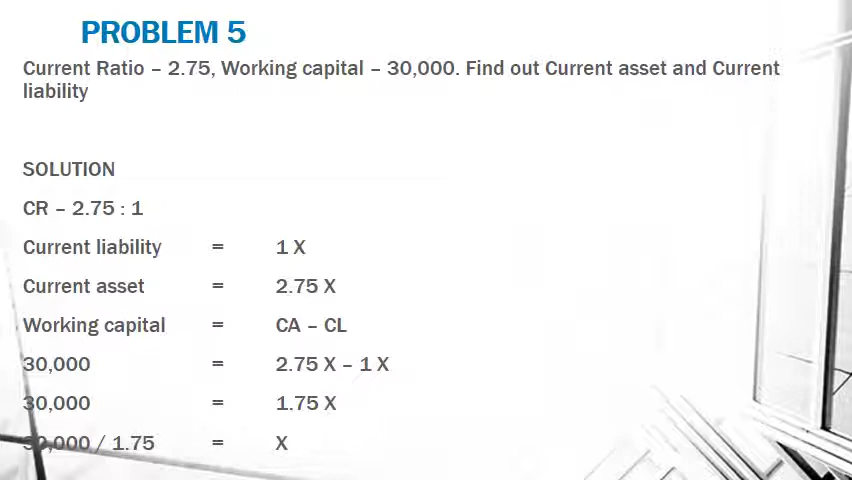 PROBLEM 5
Current Ratio – 2.75, Working capital – 30,000. Find out Current asset and Current
liability
SOLUTION
CR – 2.75 : 1
Current liability = 1 X
Current asset = 2.75 X
Working capital = CA – CL
30,000 = 2.75 X – 1 X
30,000 = 1.75 X
30,000 / 1.75 = X